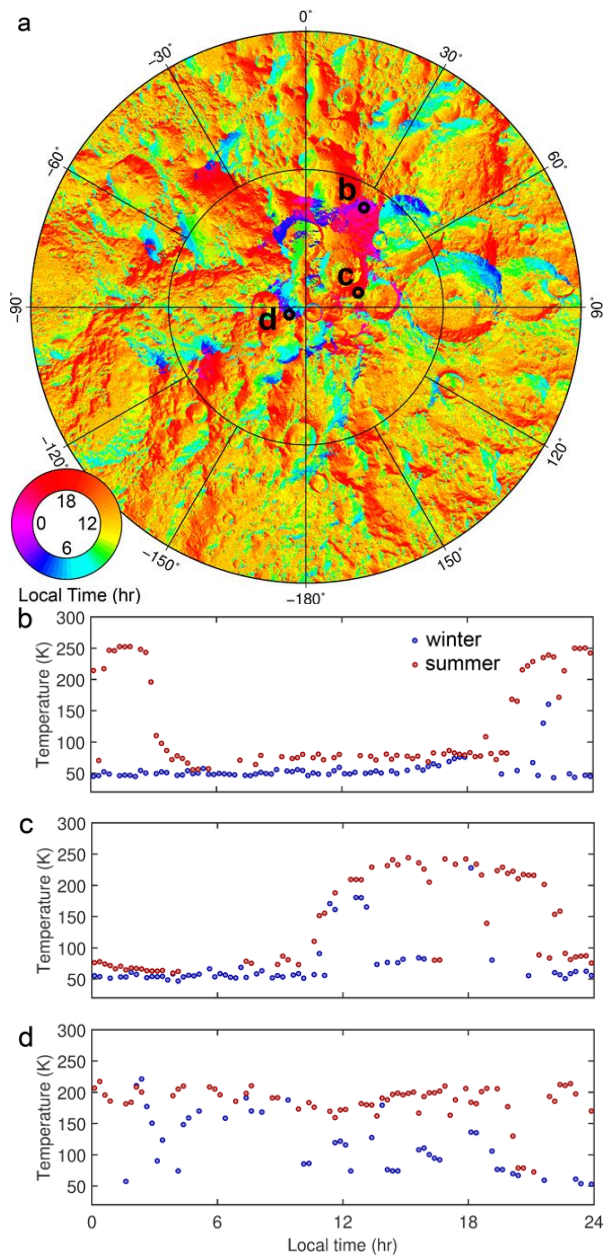 a
0°
−30°
30°
−60°
60°
b
c
−90°
90°
d
−120°
120°
18
0
12
6
−150°
150°
−180°
Local Time (hr)
b
300
winter
250
summer
200
150
100
50
Temperature (K)
c
300
250
200
150
100
50
Temperature (K)
d
300
250
200
150
100
50
Temperature (K)
0
6
12
18
24
Local time (hr)